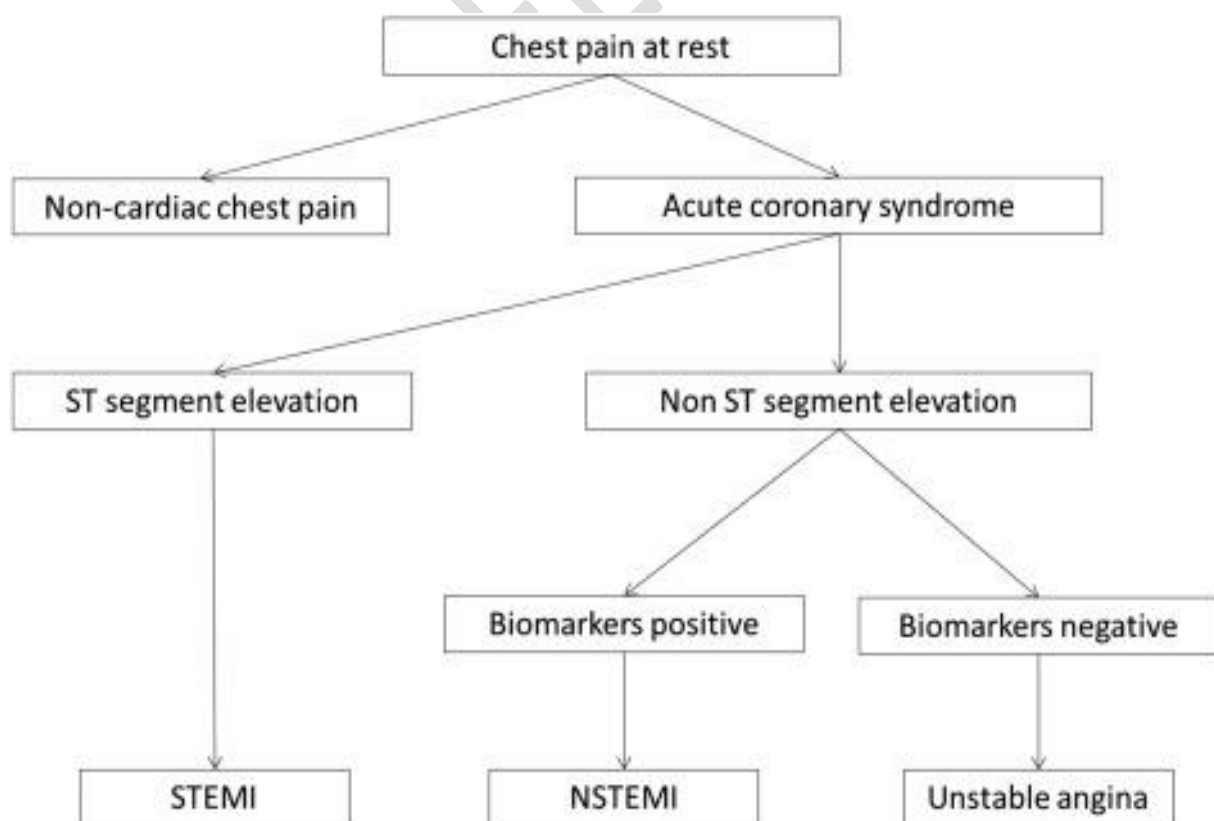 Chest pain at rest
Non-cardiac chest pain
Acute coronary syndrome
ST segment elevation
Non ST segment elevation
Biomarkers positive
Biomarkers negative
STEMI
NSTEMI
Unstable angina